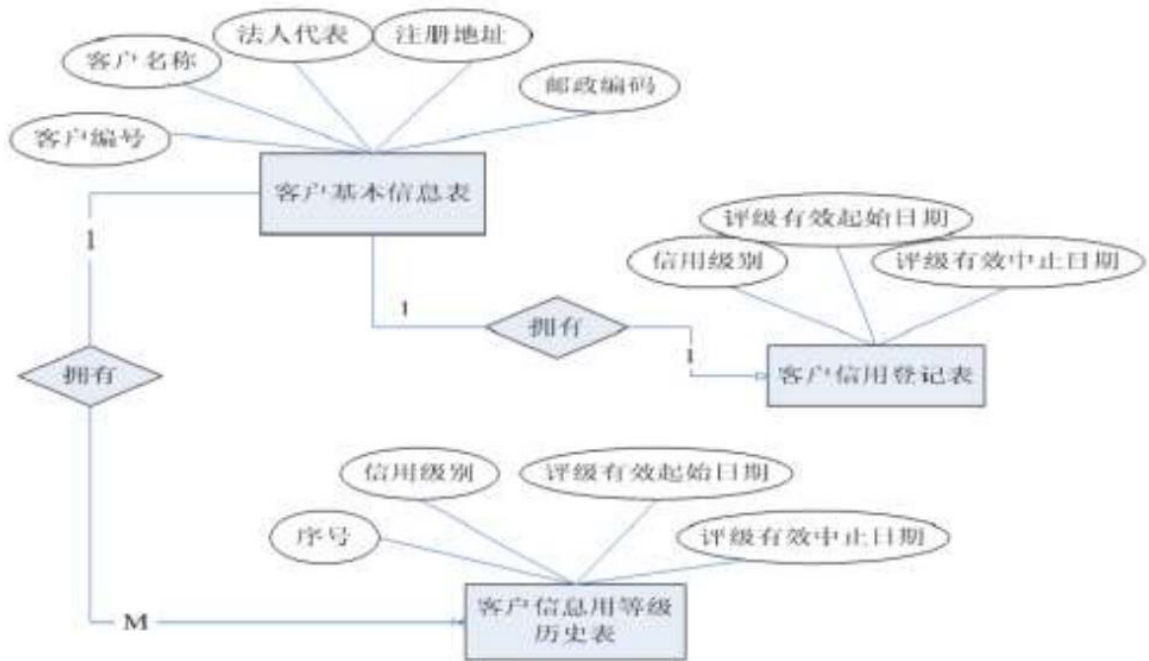 法人代表
注册地址
客户名称
邮政编码
客户编号
客户基本信息表
1
评级有效起始日期
信用级别
评级有效中止日期
1
拥有
1
拥有
客户信用登记表
信用级别
评级有效起始日期
序号
评级有效中止日期
客户信息用等级
历史表
M